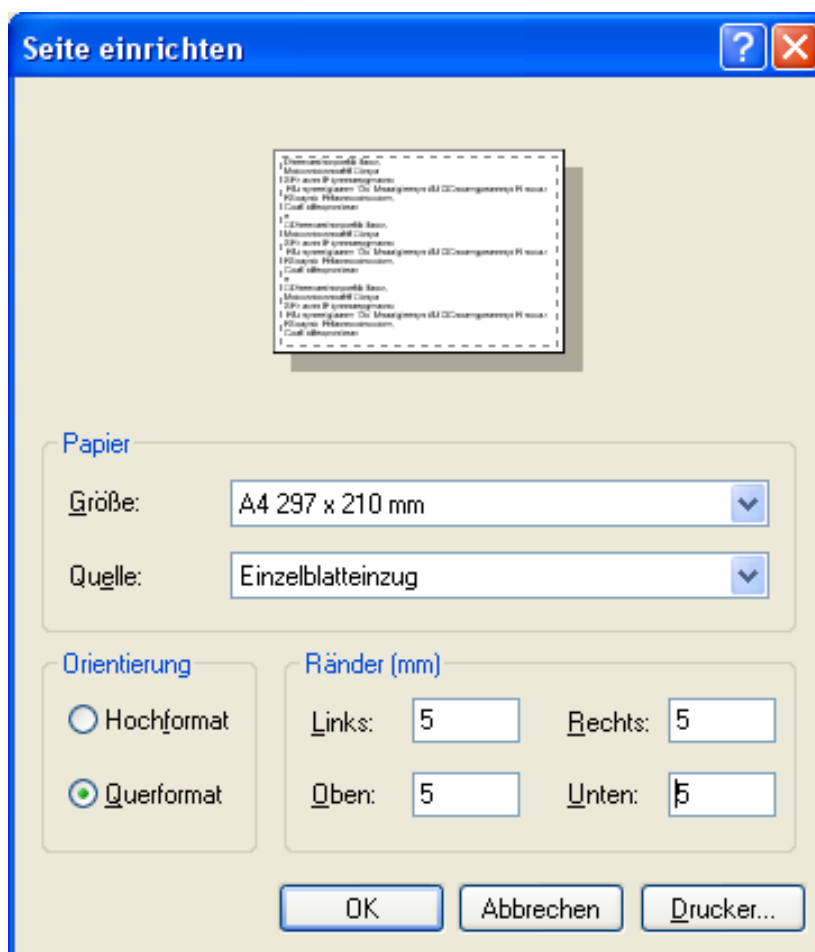 Seite einrichten
Papier
Größe: A4 297 x 210 mm
Quelle: Einzelblatteinzug
Orientierung
Hochformat
Querformat
Ränder (mm)
Links: 5 Rechts: 5
Oben: 5 Unten: 5
OK Abbrechen Drucker...